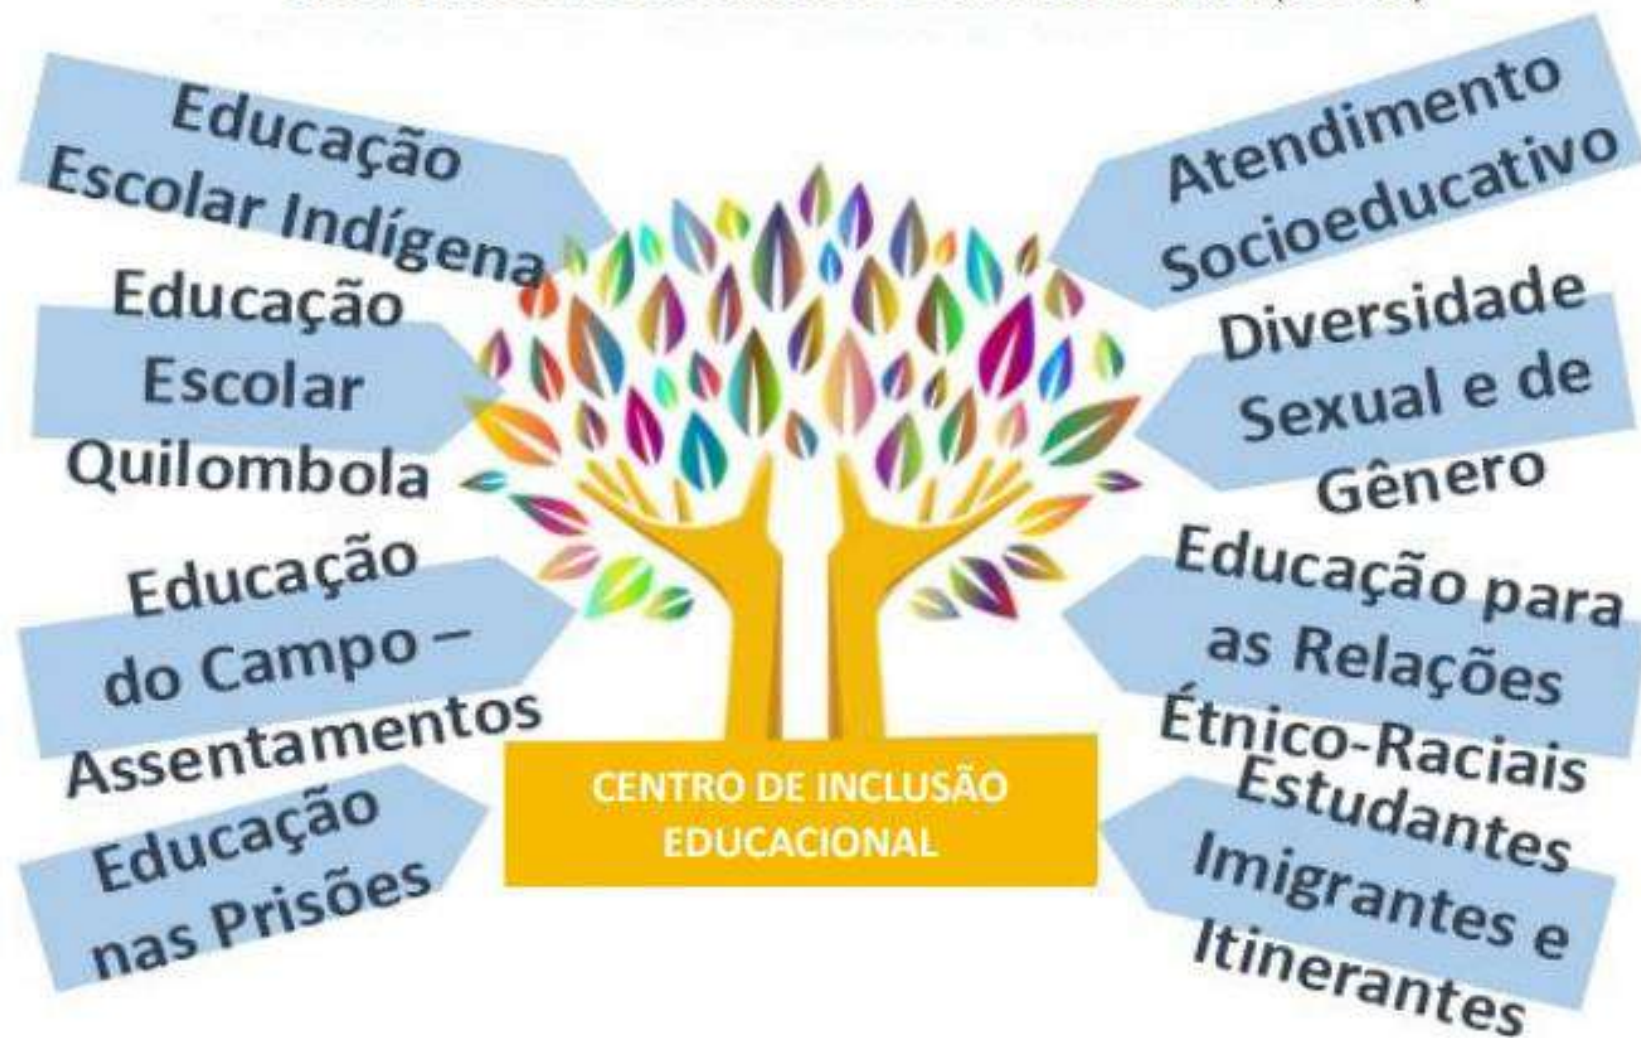 Educação
Escolar Indígena
Educação
Escolar
Quilombola
Educação
do Campo –
Assentamentos
Educação
nas Prisões
Atendimento
Socioeducativo
Diversidade
Sexual e de
Gênero
Educação para
as Relações
Étnico-Raciais
Estudantes
Imigrantes e
Itinerantes
CENTRO DE INCLUSÃO
EDUCACIONAL